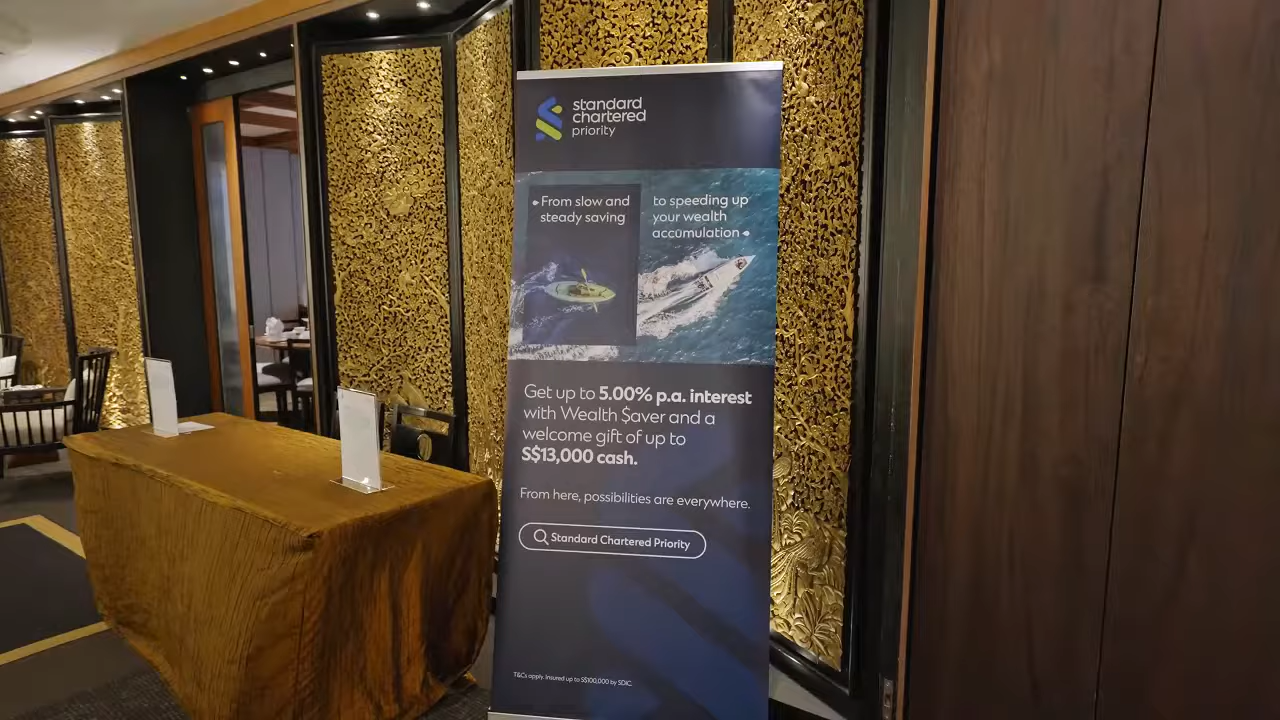 standard
chartered
priority
From slow and
steady saving
to speeding up
your wealth
accumulation
Get up to 5.00% p.a. interest
with Wealth $aver and a
welcome gift of up to
S$13,000 cash.
From here, possibilities are everywhere.
Standard Chartered Priority
T&Cs apply. Insured up to S$100,000 by SDIC.